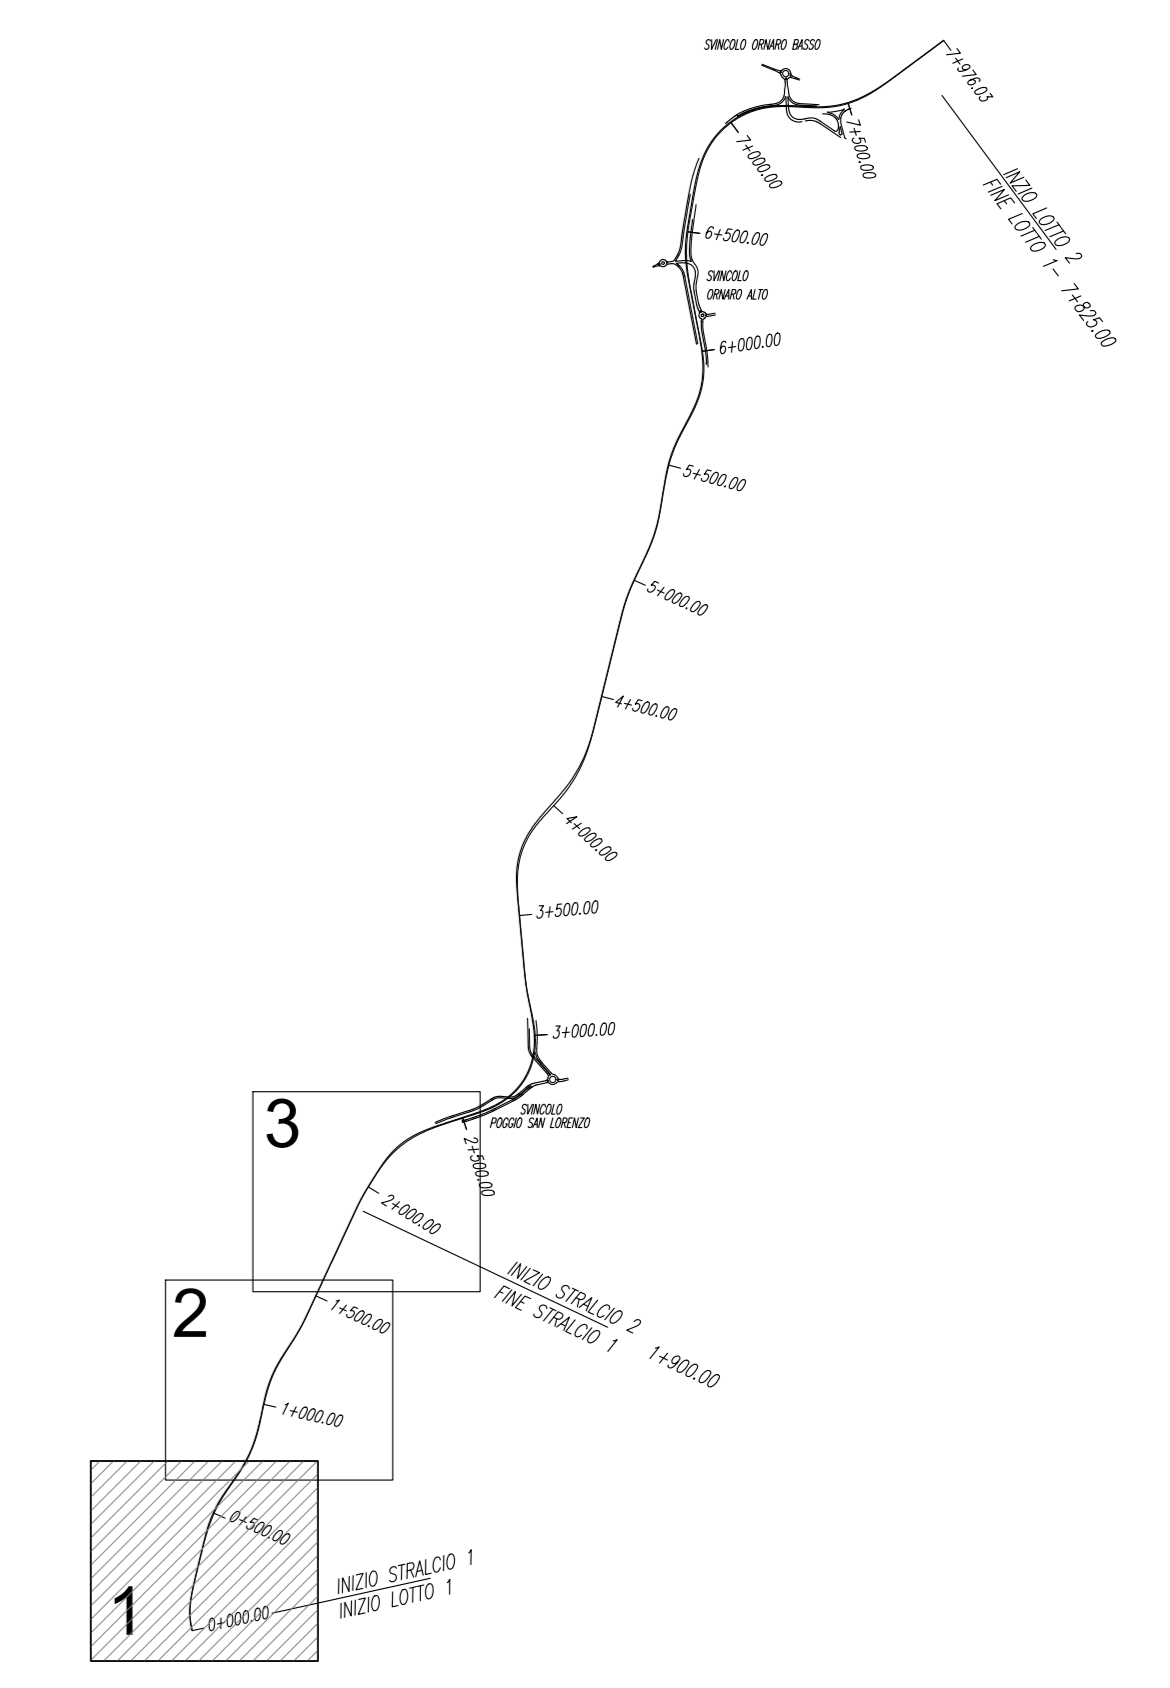 SVINCOLO ORNARO BASSO
7+976.03
7+500.00
7+000.00
INZIO LOTTO 2
FINE LOTTO 1- 7+825.00
6+500.00
SVINCOLO
ORNARO ALTO
6+000.00
5+500.00
5+000.00
4+500.00
4+000.00
3+500.00
3+000.00
SVINCOLO
POGGIO SAN LORENZO
3
2+500.00
2+000.00
INIZIO STRALCIO 2
FINE STRALCIO 1 1+900.00
2
1+500.00
1+000.00
0+500.00
1
0+000.00
INIZIO STRALCIO 1
INIZIO LOTTO 1